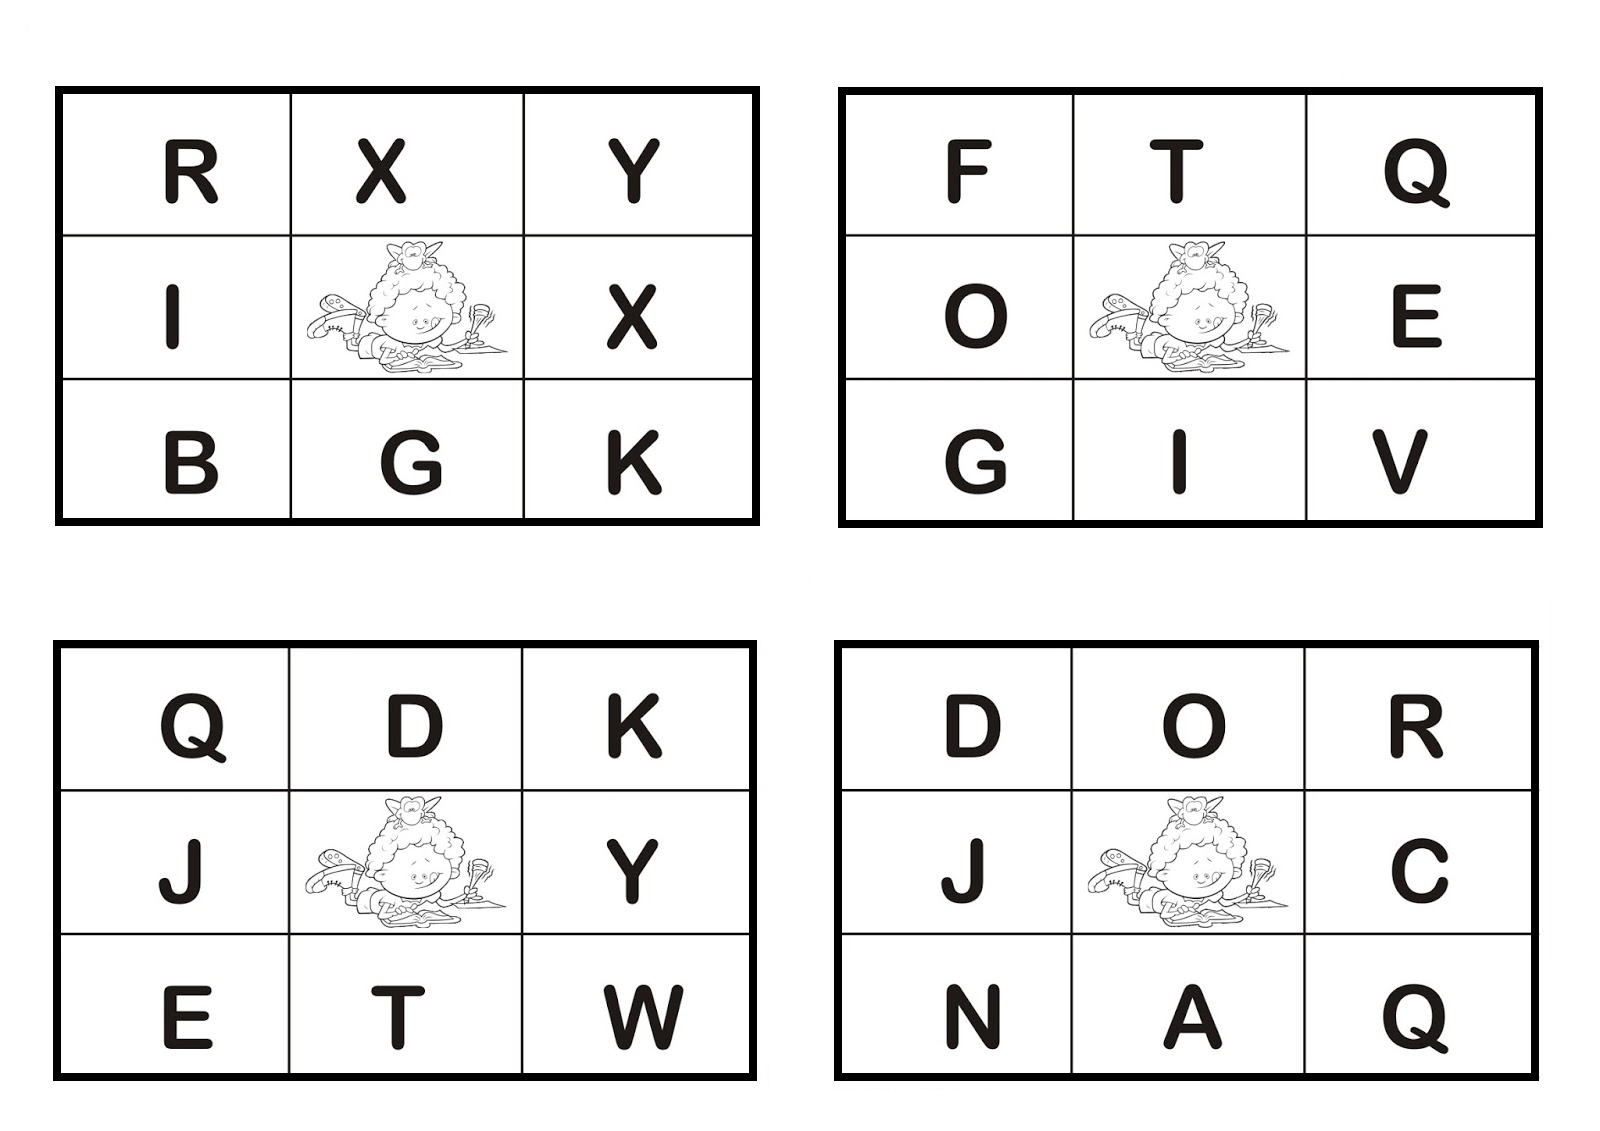 R X Y
I X
B G K
F T Q
O E
G I V
Q D K
J Y
E T W
D O R
J C
N A Q